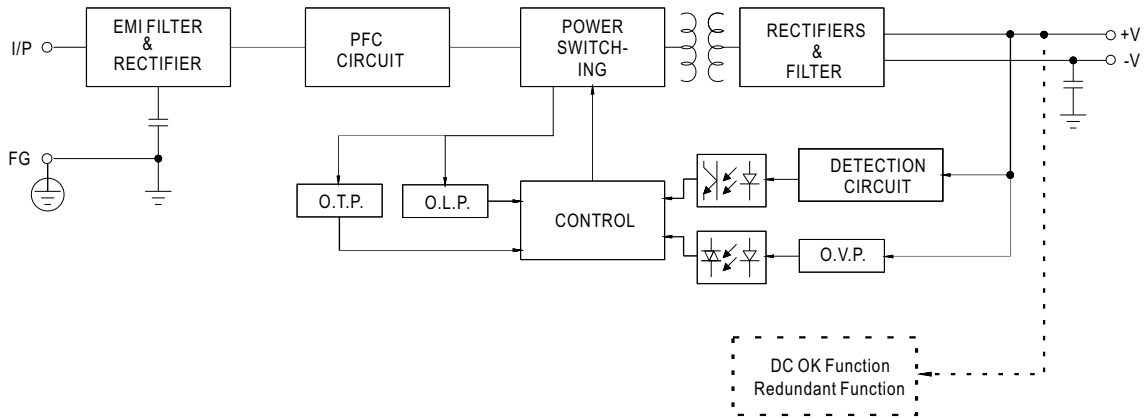 I/P
EMI FILTER
&
RECTIFIER
PFC
CIRCUIT
POWER
SWITCH-
ING
RECTIFIERS
&
FILTER
+V
-V
FG
O.T.P.
O.L.P.
CONTROL
DETECTION
CIRCUIT
O.V.P.
DC OK Function
Redundant Function